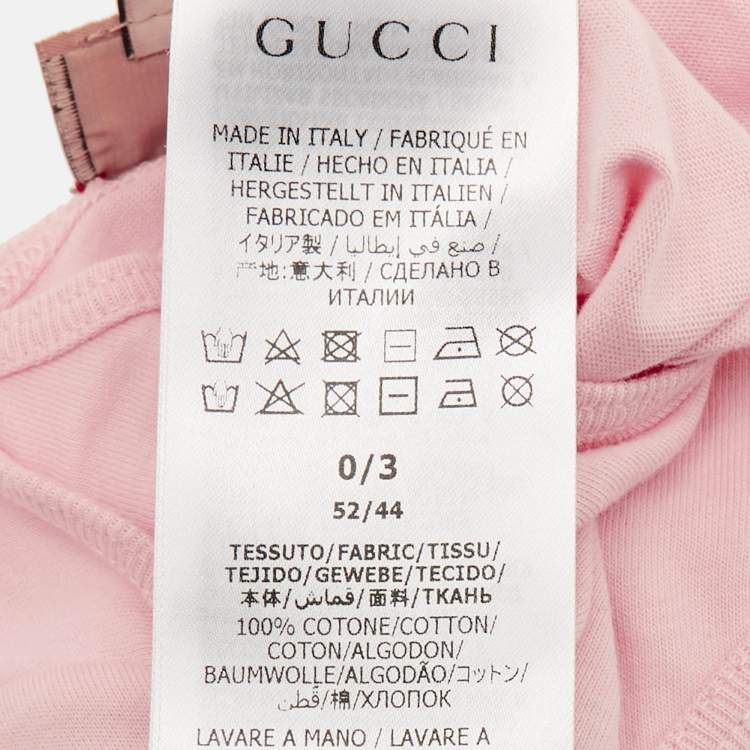 GUCCI
MADE IN ITALY / FABRIQUÉ EN
ITALIE / HECHO EN ITALIA /
HERGESTELLT IN ITALIEN /
FABRICADO EM ITÁLIA /
イタリア製 / صنع في إيطاليا /
产地:意大利 / СДЕЛАНО В
ИТАЛИИ
0/3
52/44
TESSUTO/FABRIC/TISSU/
TEJIDO/GEWEBE/TECIDO/
本体/قماش/面料/ТКАНЬ
100% COTONE/COTTON/
COTON/ALGODON/
BAUMWOLLE/ALGODÃO/コットン/
قطن/棉/ХЛОПОК
LAVARE A MANO / LAVARE A